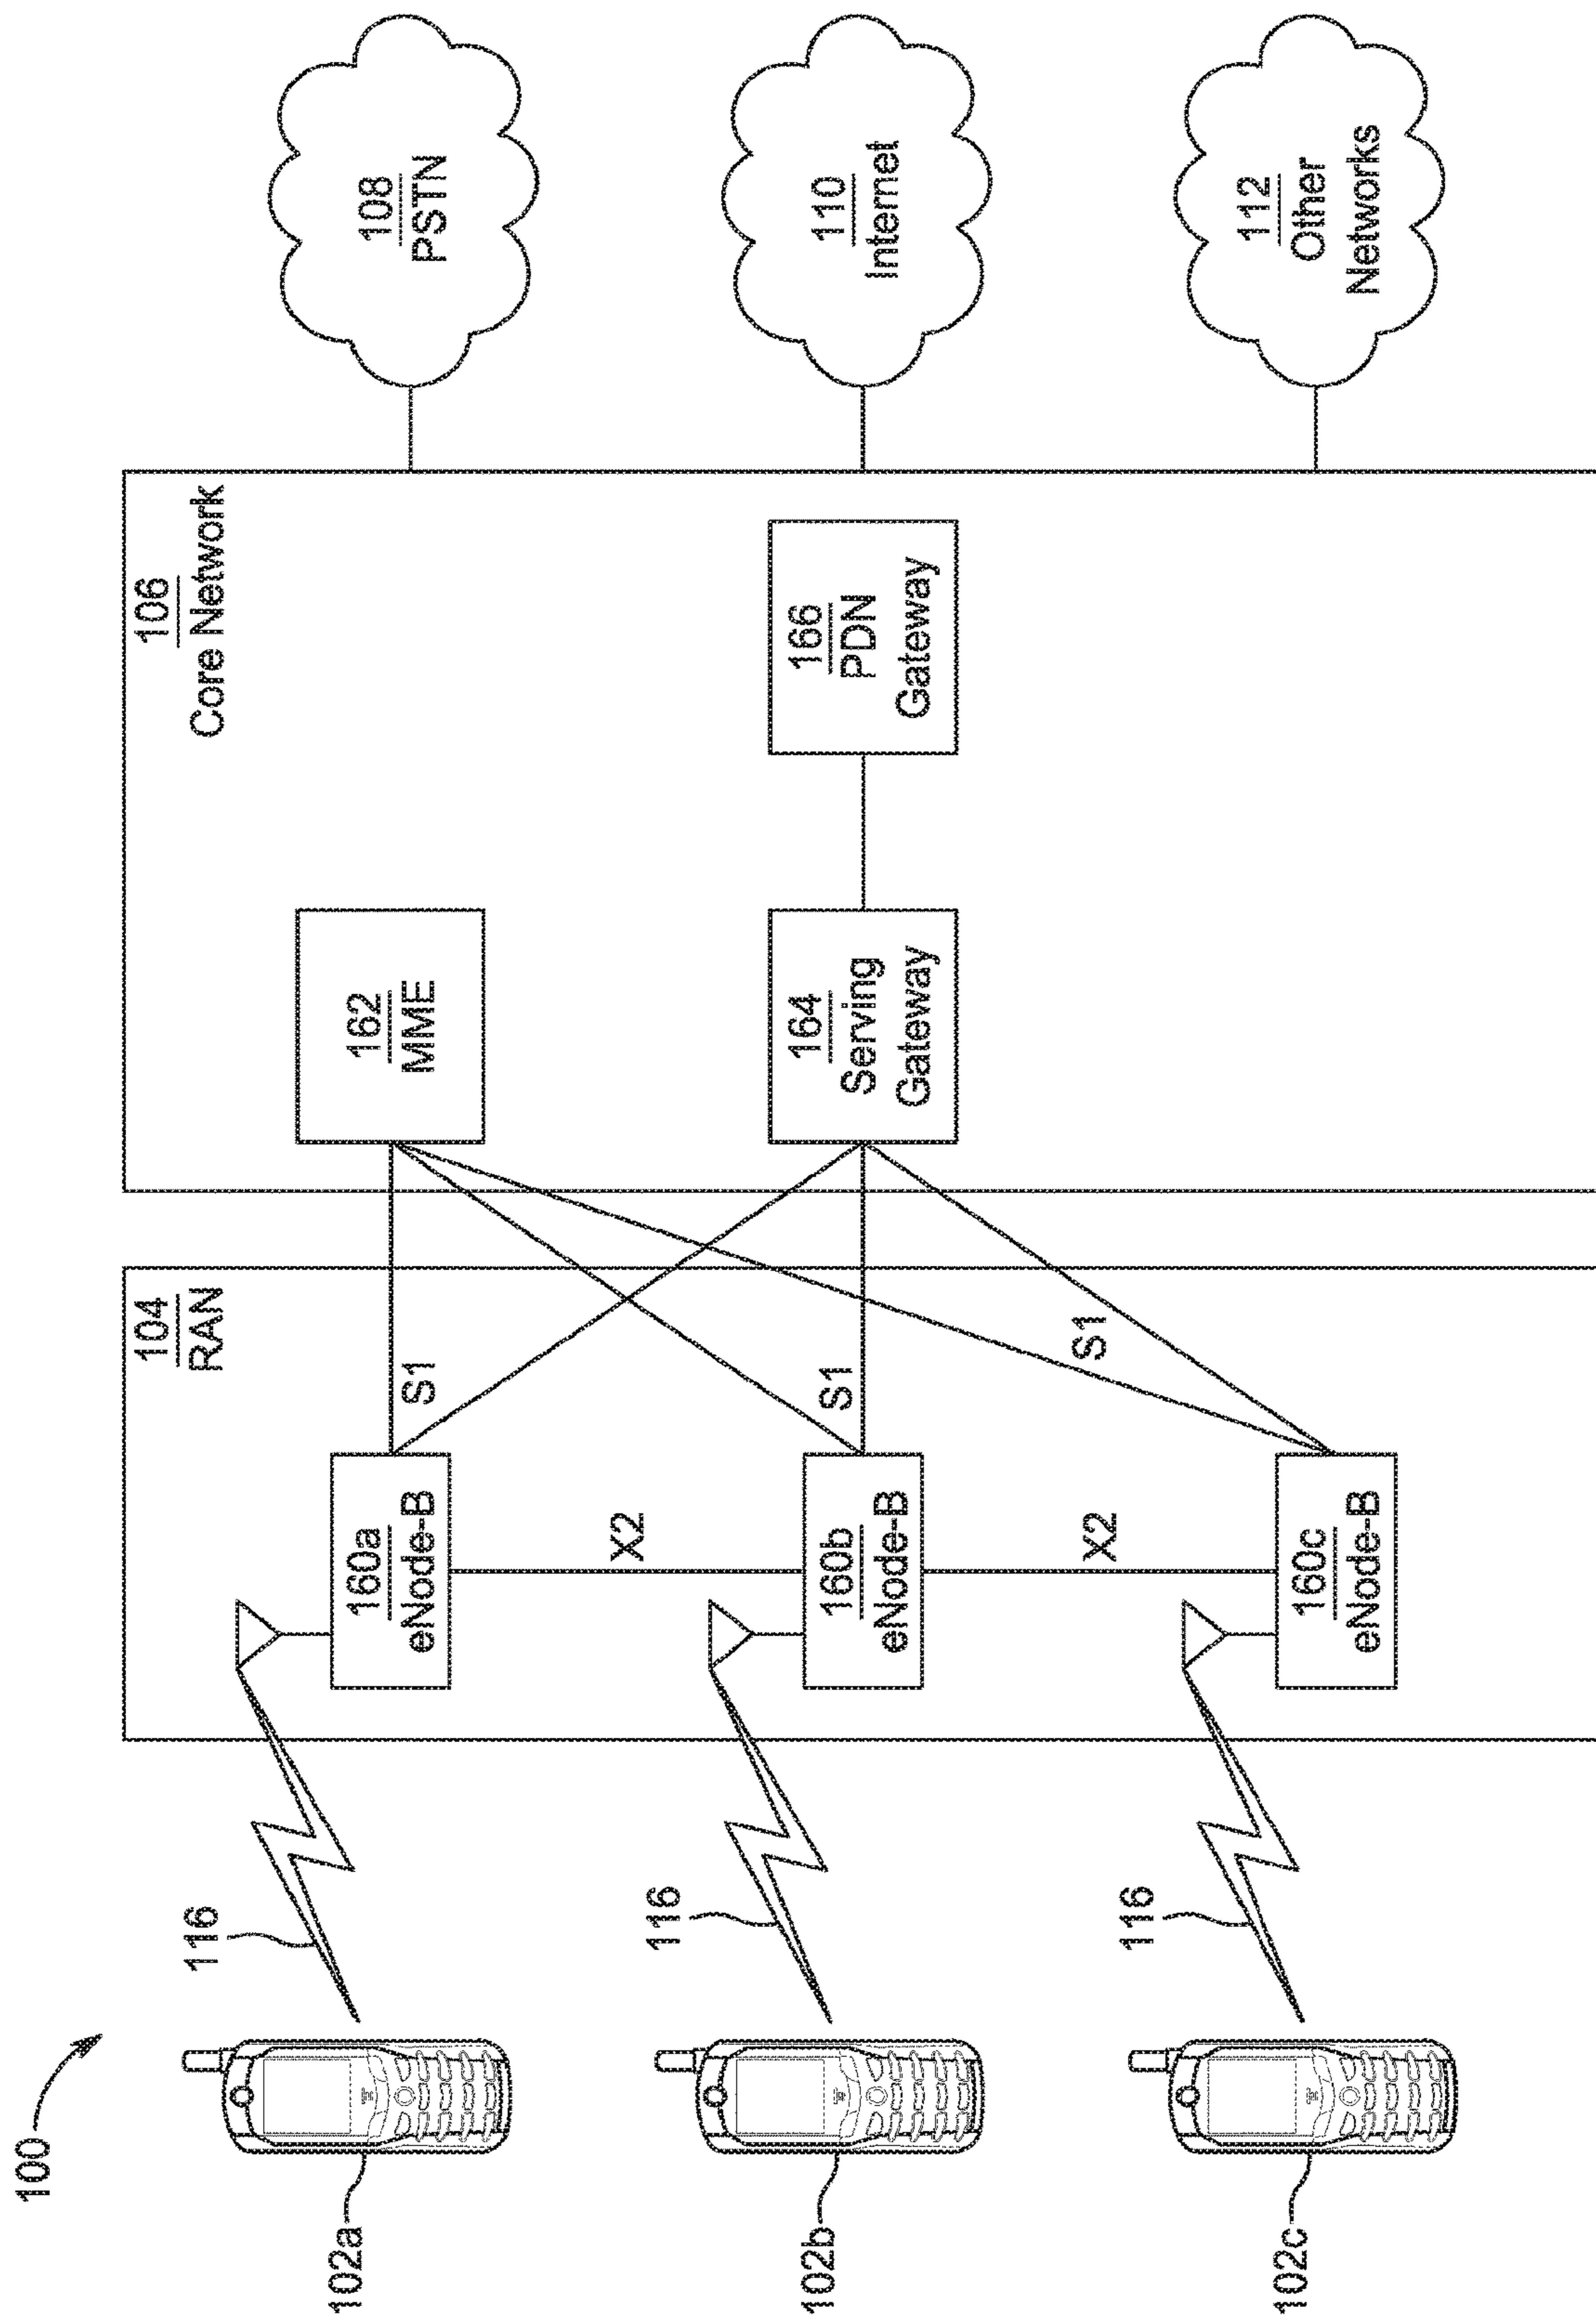 100
102a
102b
102c
116
116
116
104
RAN
160a
eNode-B
160b
eNode-B
160c
eNode-B
X2
X2
S1
S1
S1
106
Core Network
162
MME
164
Serving
Gateway
166
PDN
Gateway
108
PSTN
110
Internet
112
Other
Networks